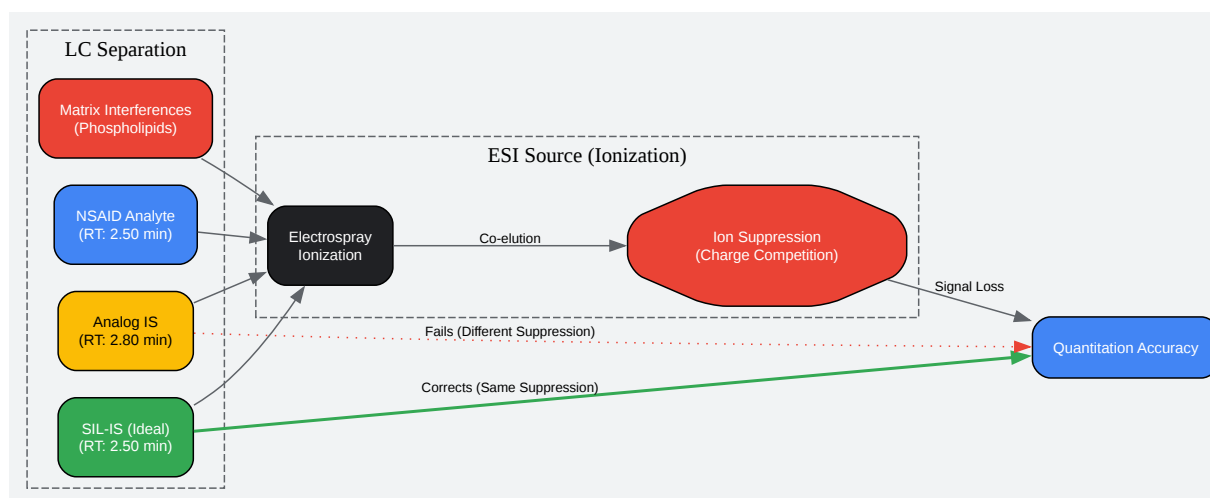 LC Separation
Matrix Interferences
(Phospholipids)
NSAID Analyte
(RT: 2.50 min)
Analog IS
(RT: 2.80 min)
SIL-IS (Ideal)
(RT: 2.50 min)
ESI Source (Ionization)
Electrospray
Ionization
Co-elution
Ion Suppression
(Charge Competition)
Signal Loss
Fails (Different Suppression)
Corrects (Same Suppression)
Quantitation Accuracy